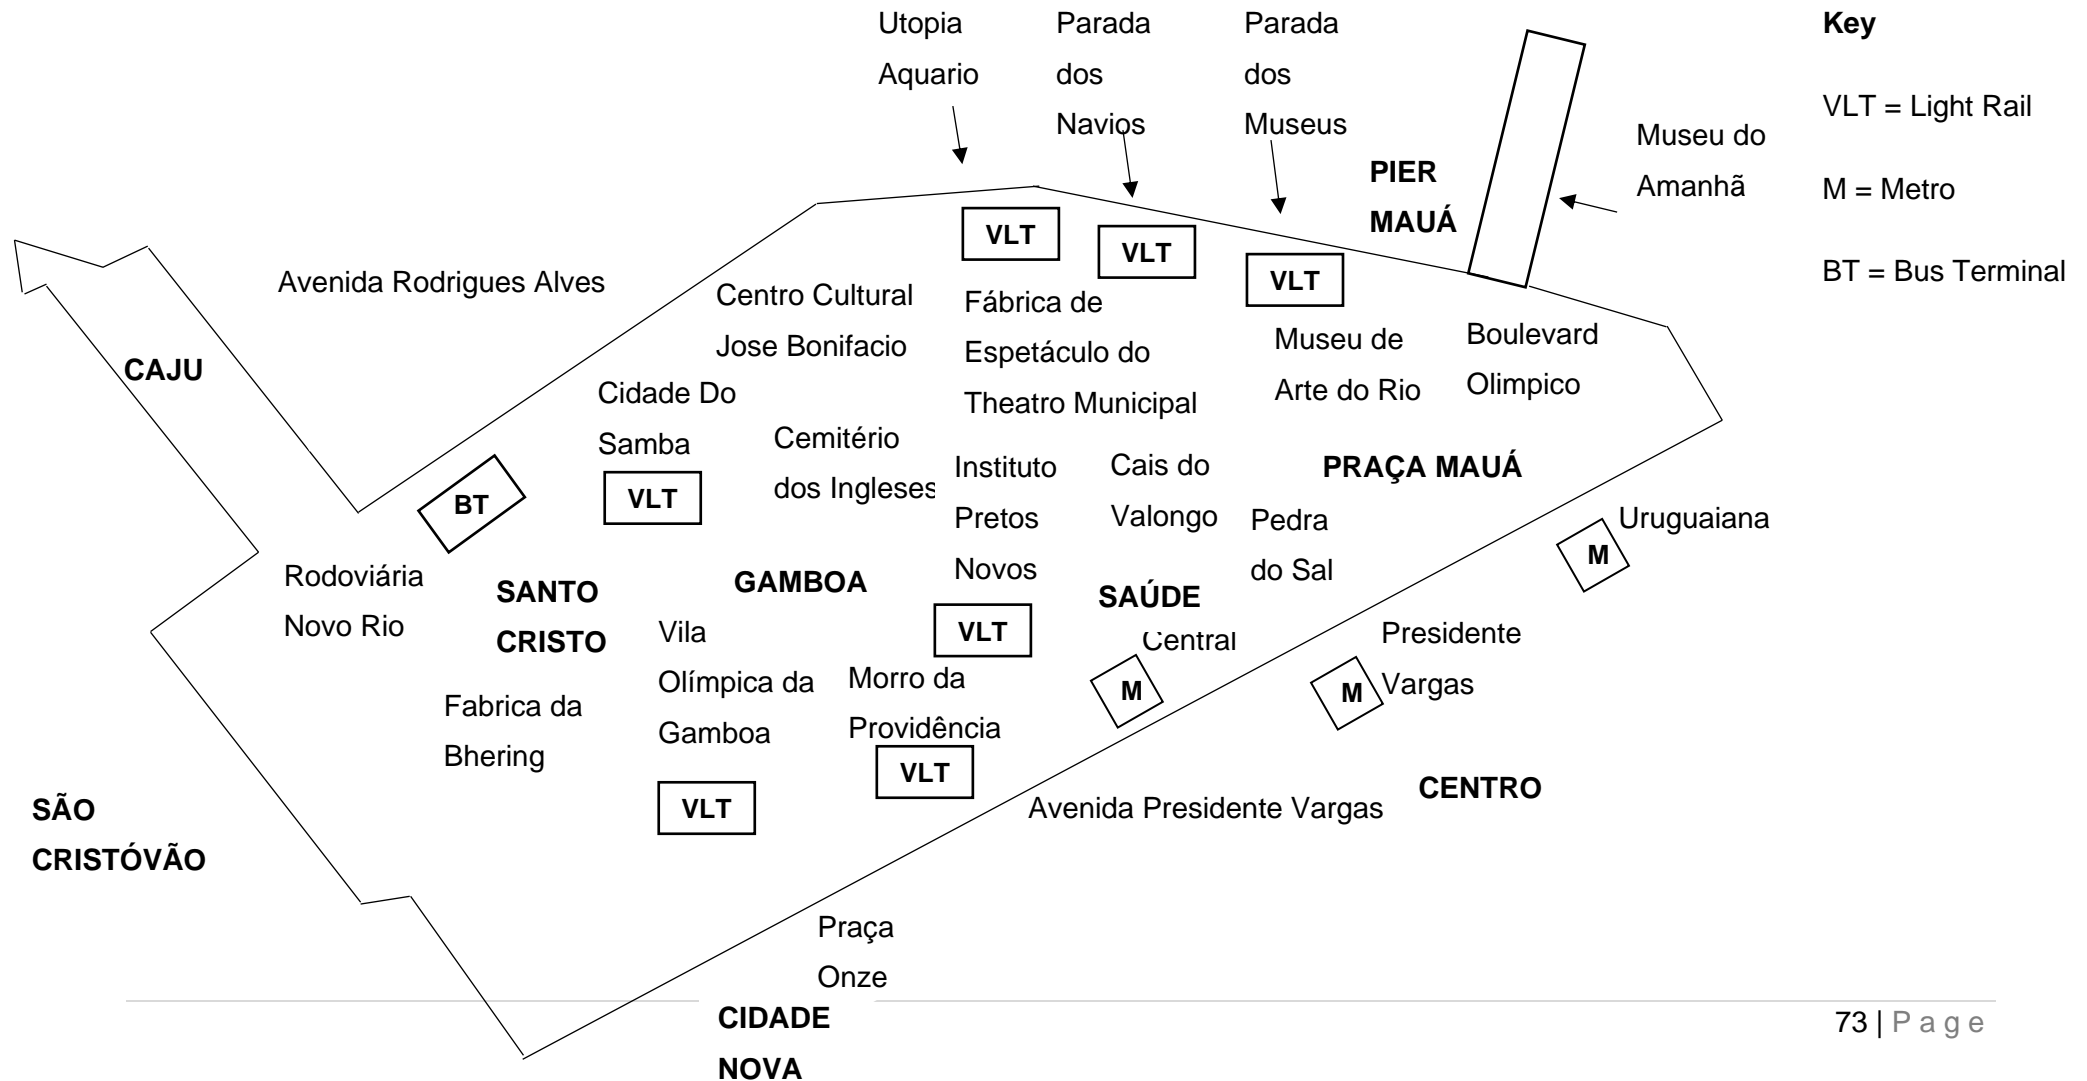 Utopia
Aquario
Parada
dos
Navios
Parada
dos
Museus
PIER
MAUÁ
Museu do
Amanhã
Key
VLT = Light Rail
M = Metro
BT = Bus Terminal
VLT
VLT
VLT
Avenida Rodrigues Alves
CAJU
Centro Cultural
Jose Bonifacio
Fábrica de
Espetáculo do
Theatro Municipal
Museu de
Arte do Rio
Boulevard
Olimpico
Cidade Do
Samba
VLT
BT
Cemitério
dos Ingleses
Instituto
Pretos
Novos
Cais do
Valongo
PRAÇA MAUÁ
Pedra
do Sal
Uruguaiana
M
Rodoviária
Novo Rio
SANTO
CRISTO
GAMBOA
SAÚDE
VLT
Central
M
Presidente
Vargas
M
Vila
Olímpica da
Gamboa
VLT
Morro da
Providência
VLT
Fabrica da
Bhering
SÃO
CRISTÓVÃO
Avenida Presidente Vargas
CENTRO
Praça
Onze
CIDADE
NOVA
73 | Page